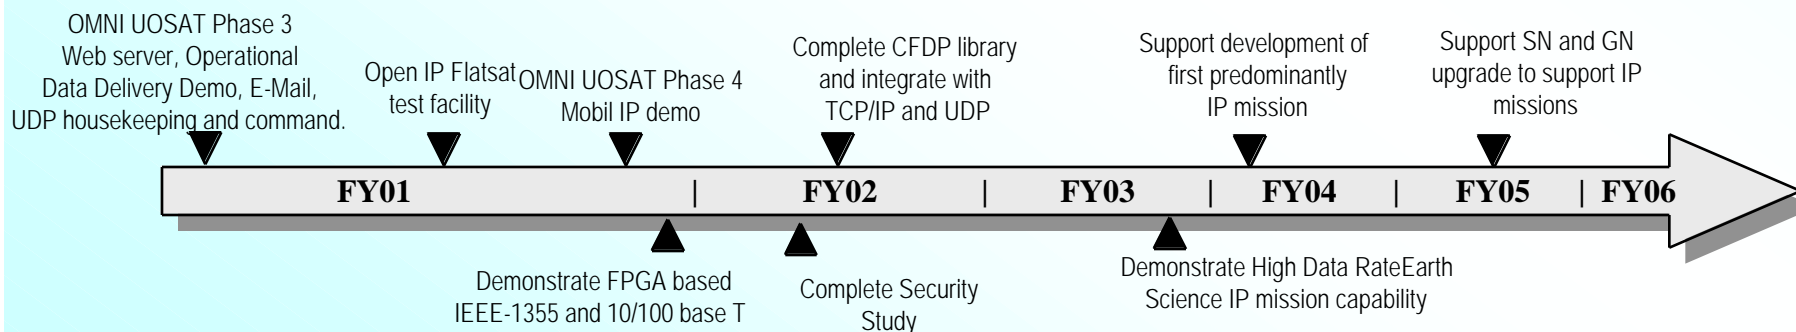 OMNI UOSAT Phase 3
Web server, Operational
Data Delivery Demo, E-Mail,
UDP housekeeping and command.
Open IP Flatsat
test facility
OMNI UOSAT Phase 4
Mobil IP demo
Complete CFDP library
and integrate with
TCP/IP and UDP
Support development of
first predominantly
IP mission
Support SN and GN
upgrade to support IP
missions
FY01 | FY02 | FY03 | FY04 | FY05 | FY06
Demonstrate FPGA based
IEEE-1355 and 10/100 base T
Complete Security
Study
Demonstrate High Data RateEarth
Science IP mission capability